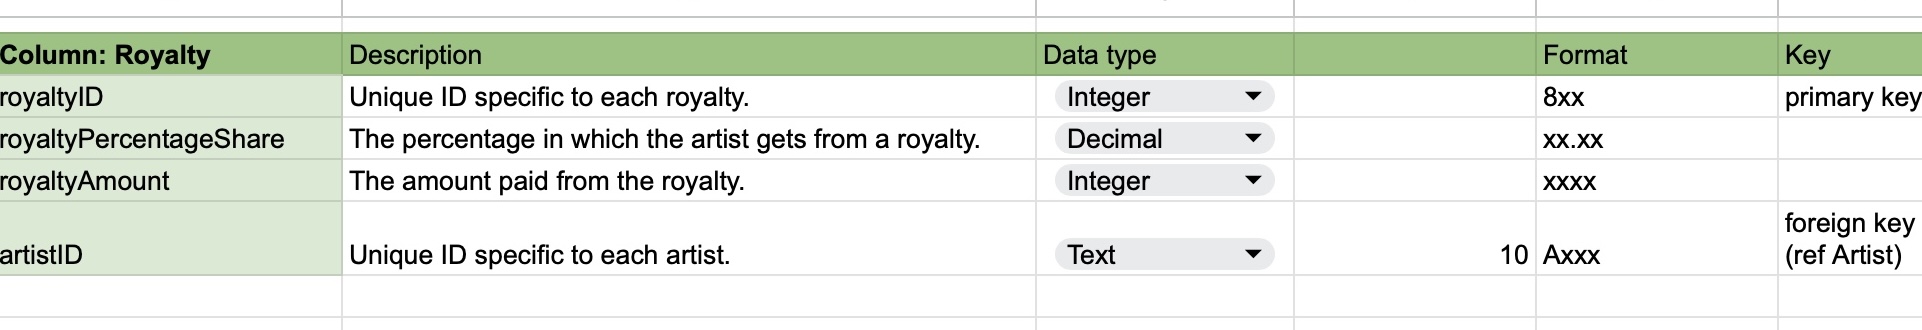 Column: Royalty Description Data type Format Key
royaltyID Unique ID specific to each royalty. Integer 8xx primary key
royaltyPercentageShare The percentage in which the artist gets from a royalty. Decimal xx.xx
royaltyAmount The amount paid from the royalty. Integer xxxx
artistID Unique ID specific to each artist. Text 10 Axxx foreign key
(ref Artist)